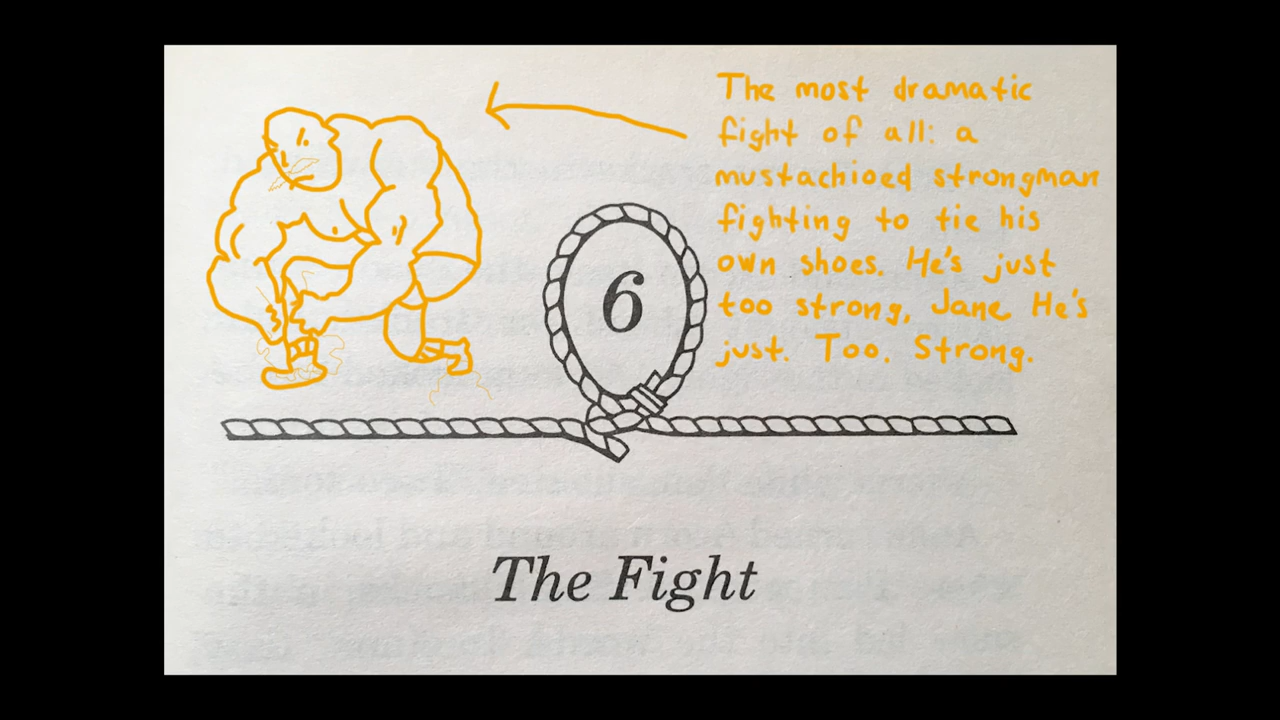 The most dramatic
fight of all: a
mustachioed strongman
fighting to tie his
own shoes. He's just
too strong, Jane. He's
just. Too. Strong.
6
The Fight